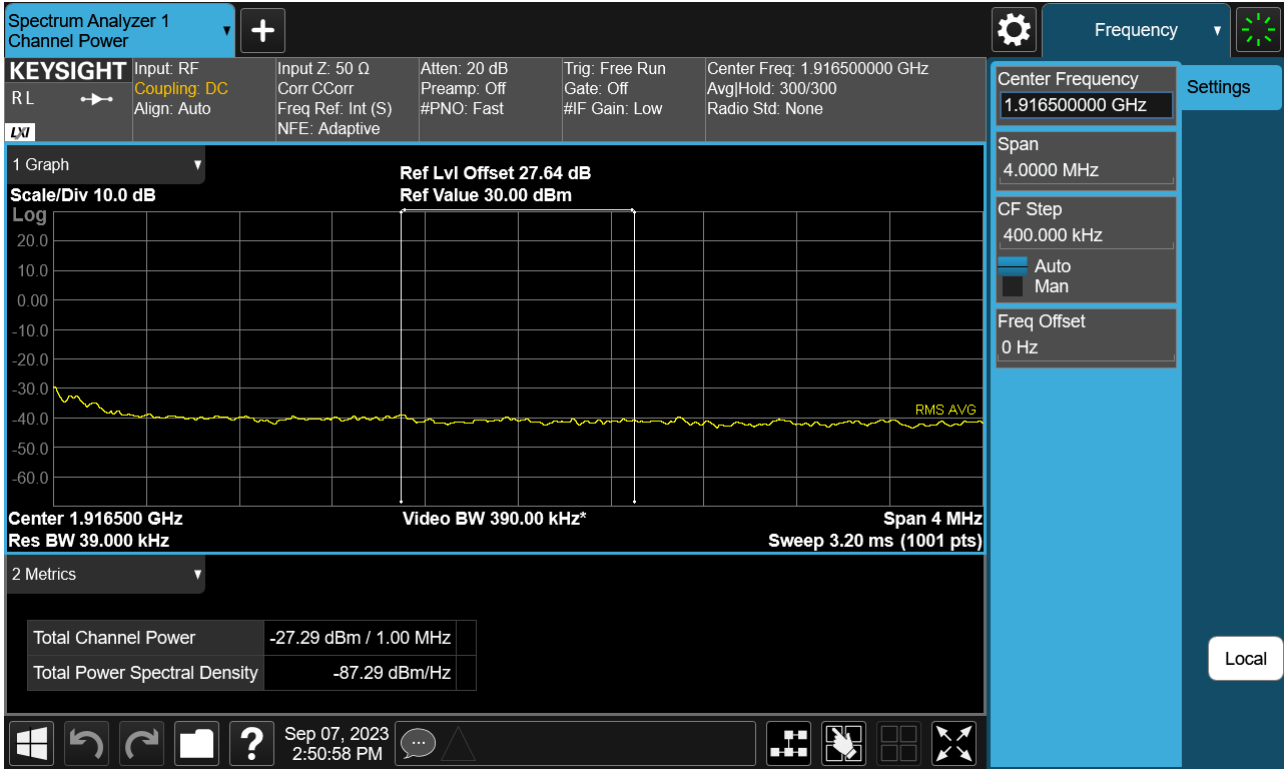 Spectrum Analyzer 1
Channel Power
Frequency
KEYSIGHT
R L
LXI
Input: RF
Coupling: DC
Align: Auto
Input Z: 50 Ω
Corr CCorr
Freq Ref: Int (S)
NFE: Adaptive
Atten: 20 dB
Preamp: Off
#PNO: Fast
Trig: Free Run
Gate: Off
#IF Gain: Low
Center Freq: 1.916500000 GHz
Avg|Hold: 300/300
Radio Std: None
Center Frequency
1.916500000 GHz
Settings
Span
4.0000 MHz
CF Step
400.000 kHz
Auto
Man
Freq Offset
0 Hz
1 Graph
Scale/Div 10.0 dB
Ref Lvl Offset 27.64 dB
Ref Value 30.00 dBm
Log
20.0
10.0
0.00
-10.0
-20.0
-30.0
-40.0
-50.0
-60.0
RMS AVG
Center 1.916500 GHz
Video BW 390.00 kHz*
Span 4 MHz
Res BW 39.000 kHz
Sweep 3.20 ms (1001 pts)
2 Metrics
Total Channel Power -27.29 dBm / 1.00 MHz
Total Power Spectral Density -87.29 dBm/Hz
Local
?
Sep 07, 2023
2:50:58 PM